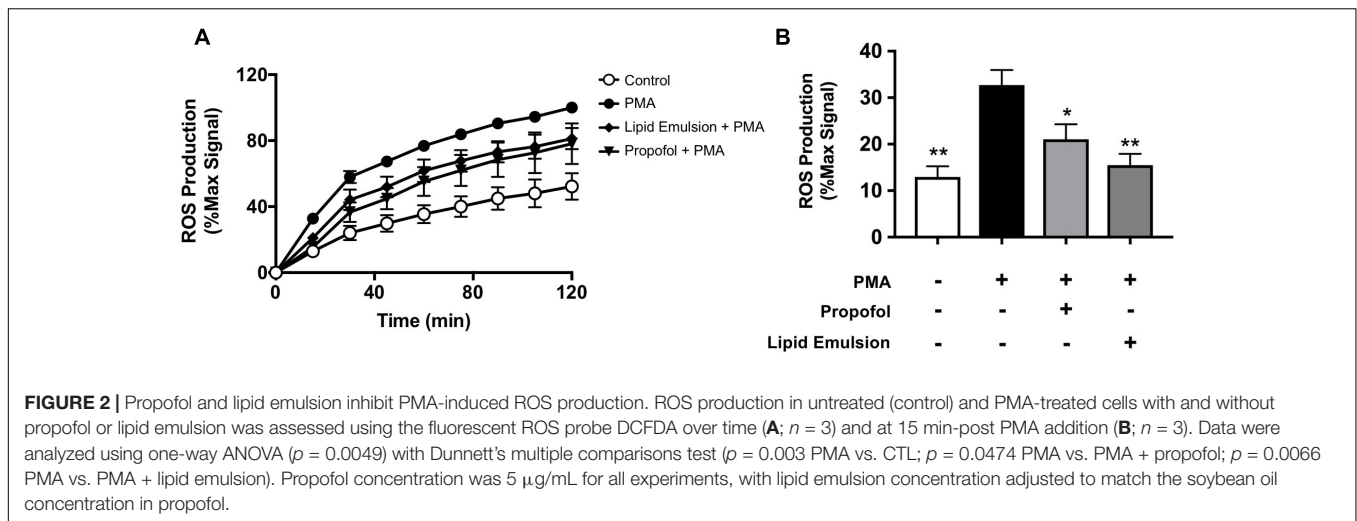 A
ROS Production
(%Max Signal)
120
80
40
0
0 40 80 120
Time (min)
Control
PMA
Lipid Emulsion + PMA
Propofol + PMA
B
ROS Production
(%Max Signal)
40
30
20
10
0
** * **
PMA - + + +
Propofol - - + -
Lipid Emulsion - - - +
FIGURE 2 | Propofol and lipid emulsion inhibit PMA-induced ROS production. ROS production in untreated (control) and PMA-treated cells with and without
propofol or lipid emulsion was assessed using the fluorescent ROS probe DCFDA over time (A; n = 3) and at 15 min-post PMA addition (B; n = 3). Data were
analyzed using one-way ANOVA (p = 0.0049) with Dunnett's multiple comparisons test (p = 0.003 PMA vs. CTL; p = 0.0474 PMA vs. PMA + propofol; p = 0.0066
PMA vs. PMA + lipid emulsion). Propofol concentration was 5 μg/mL for all experiments, with lipid emulsion concentration adjusted to match the soybean oil
concentration in propofol.